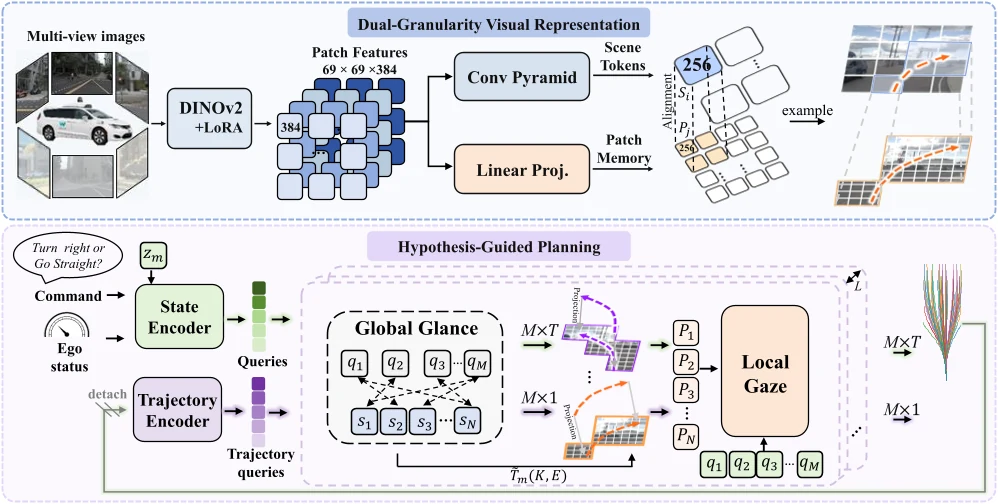 Dual-Granularity Visual Representation
Multi-view images
DINOv2
+LoRA
Patch Features
69 × 69 ×384
384
...
Conv Pyramid
Linear Proj.
Scene
Tokens
Patch
Memory
Alignment
256
S_i
P_j
256
example
Hypothesis-Guided Planning
Turn right or
Go Straight?
Command
Ego
status
z_m
State
Encoder
Queries
detach
Trajectory
Encoder
Trajectory
queries
Global Glance
q_1 q_2 q_3 ... q_M
s_1 s_2 s_3 ... s_N
M×T
M×1
Projection
Projection
T̃_m(K, E)
P_1
P_2
P_3
P_N
Local
Gaze
q_1 q_2 q_3 ... q_M
L
M×T
M×1